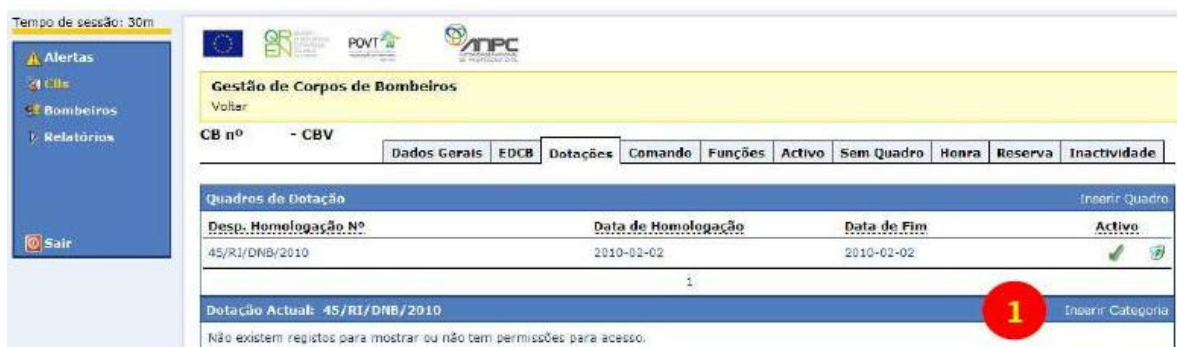 Tempo de sessão: 30m
Alertas
CBs
Bombeiros
Relatórios
Sair
QREN
POVT
ANPC
Gestão de Corpos de Bombeiros
Voltar
CB nº - CBV
Dados Gerais EDCB Dotações Comando Funções Activo Sem Quadro Honra Reserva Inactividade
Quadros de Dotação Inserir Quadro
Desp. Homologação Nº Data de Homologação Data de Fim Activo
45/RI/DNB/2010 2010-02-02 2010-02-02
1
Dotação Actual: 45/RI/DNB/2010 1 Inserir Categoria
Não existem registos para mostrar ou não tem permissões para acesso.